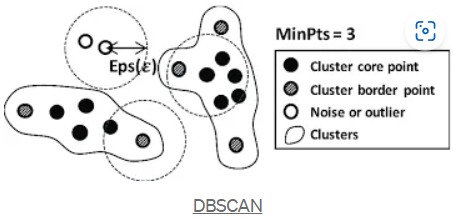 MinPts = 3
Eps(ε)
Cluster core point
Cluster border point
Noise or outlier
Clusters
DBSCAN